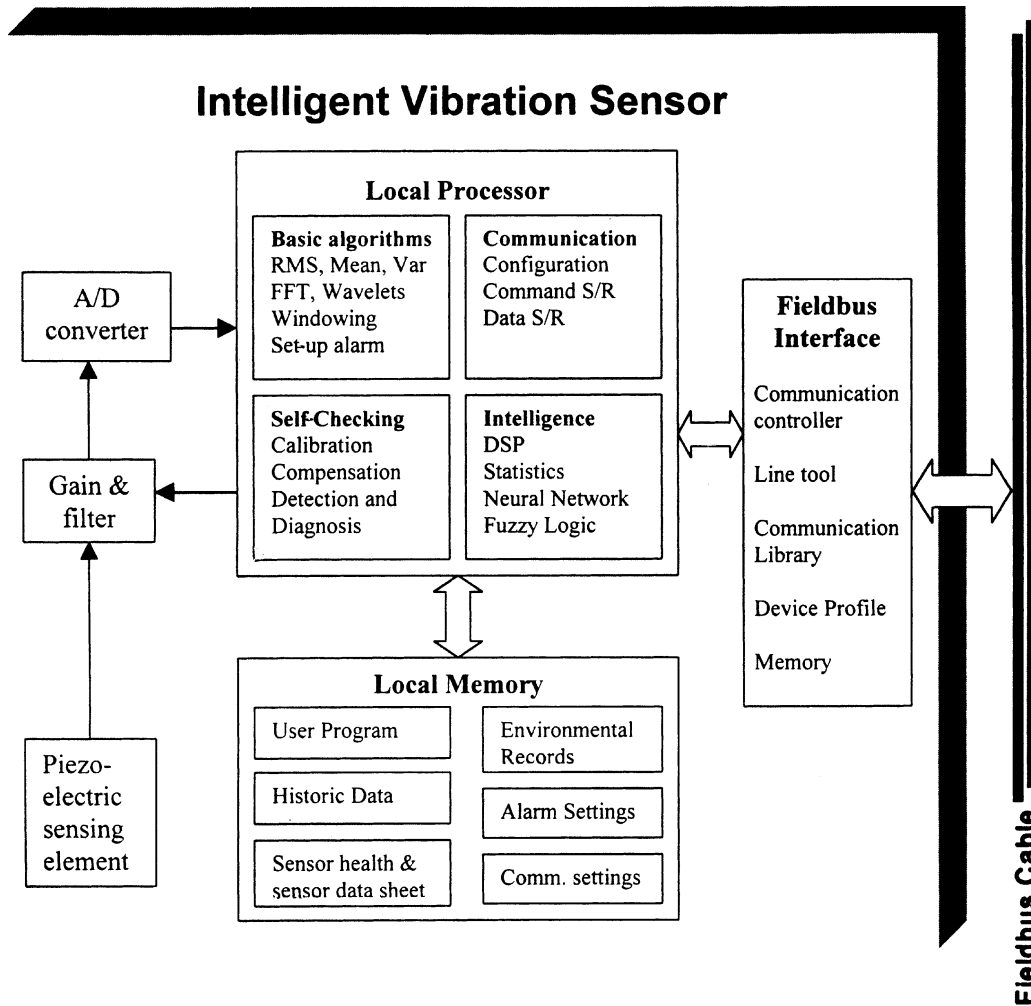 Intelligent Vibration Sensor
Local Processor
Basic algorithms
RMS, Mean, Var
FFT, Wavelets
Windowing
Set-up alarm
Communication
Configuration
Command S/R
Data S/R
Self-Checking
Calibration
Compensation
Detection and
Diagnosis
Intelligence
DSP
Statistics
Neural Network
Fuzzy Logic
A/D
converter
Gain &
filter
Piezo-
electric
sensing
element
Local Memory
User Program
Historic Data
Sensor health &
sensor data sheet
Environmental
Records
Alarm Settings
Comm. settings
Fieldbus
Interface
Communication
controller
Line tool
Communication
Library
Device Profile
Memory
Fieldbus Cable